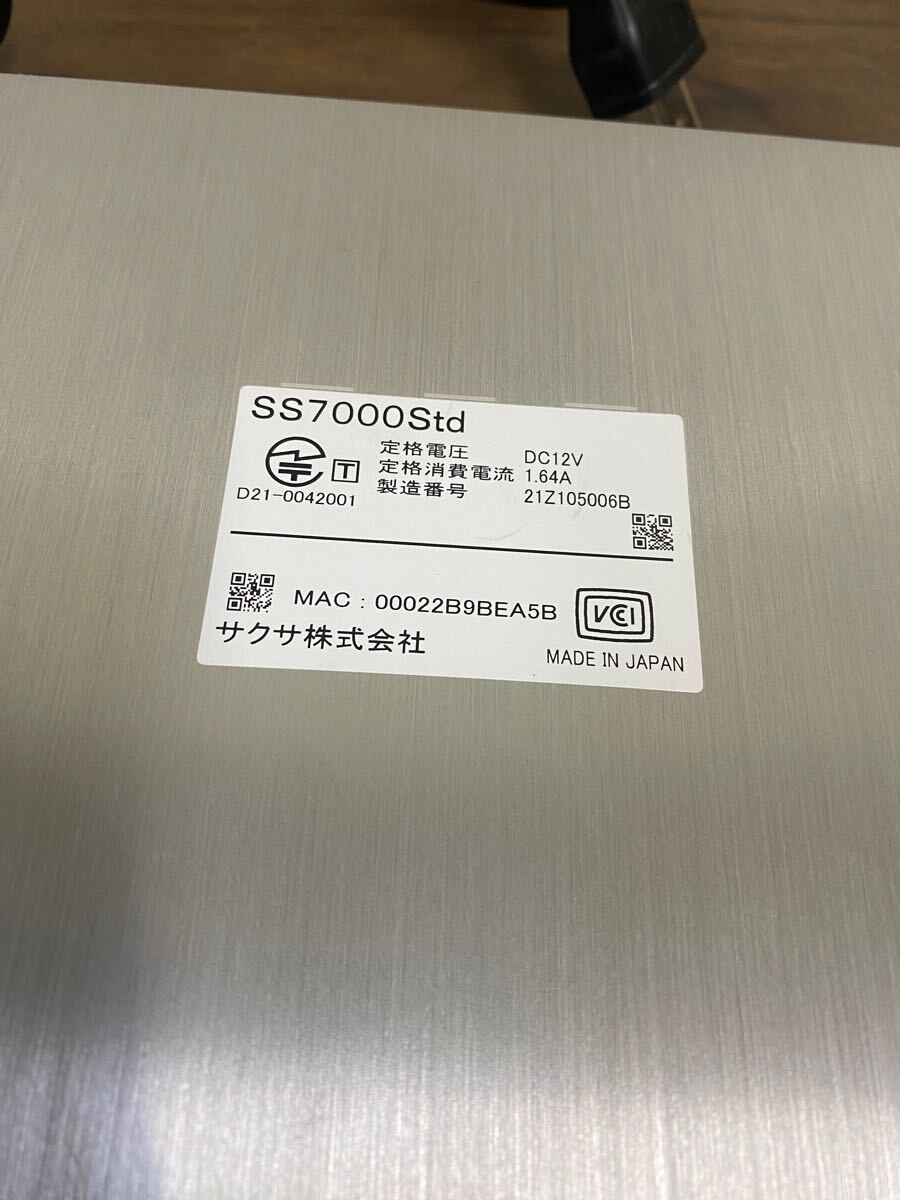 SS7000Std
定格電圧 DC12V
定格消費電流 1.64A
製造番号 21Z105006B
T
D21-0042001
MAC : 00022B9BEA5B
VCCI
サクサ株式会社
MADE IN JAPAN